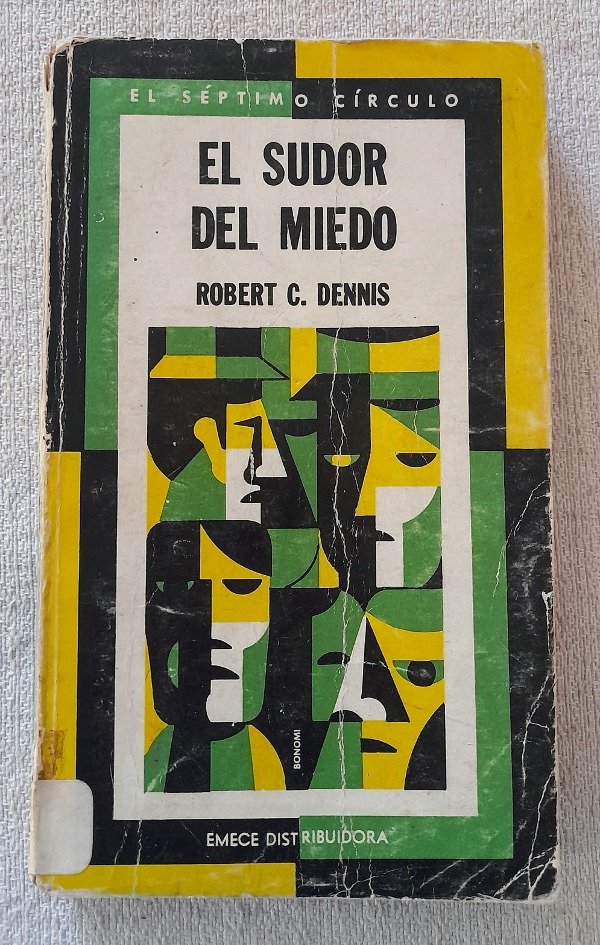 EL SÉPTIMO CÍRCULO
EL SUDOR
DEL MIEDO
ROBERT C. DENNIS
BONOMI
EMECE DISTRIBUIDORA